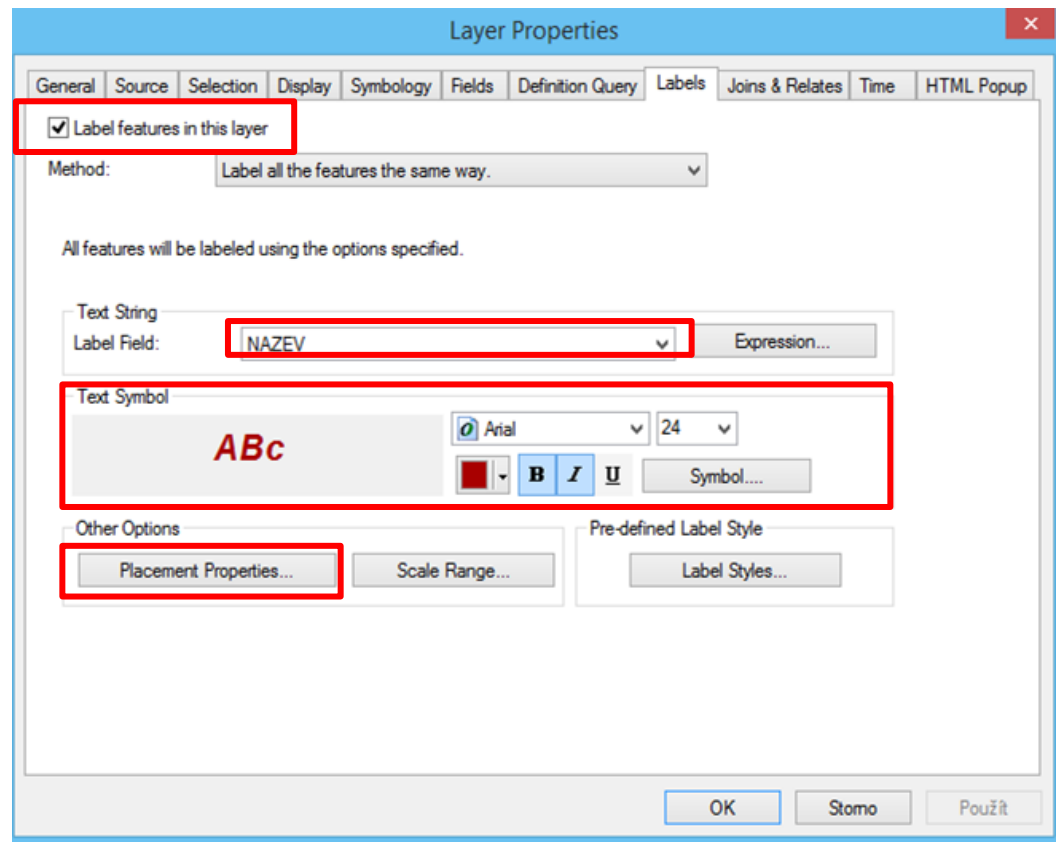 Layer Properties
General Source Selection Display Symbology Fields Definition Query Labels Joins & Relates Time HTML Popup
Label features in this layer
Method: Label all the features the same way.
All features will be labeled using the options specified.
Text String
Label Field: NAZEV Expression...
Text Symbol
ABc
Arial 24
B I U Symbol....
Other Options Pre-defined Label Style
Placement Properties... Scale Range... Label Styles...
OK Storno Použít